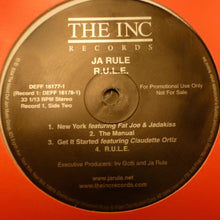 THE INC
RECORDS
JA RULE
R.U.L.E.
DEFF 16177-1
(Record 1: DEFF 16178-1)
33 1/3 RPM Stereo
Record 1, Side Two
For Promotional Use Only
Not For Sale
1. New York featuring Fat Joe & Jadakiss
2. The Manual
3. Get It Started featuring Claudette Ortiz
4. R.U.L.E.
Executive Producers: Irv Gotti and Ja Rule
www.jarule.net
www.theincrecords.com